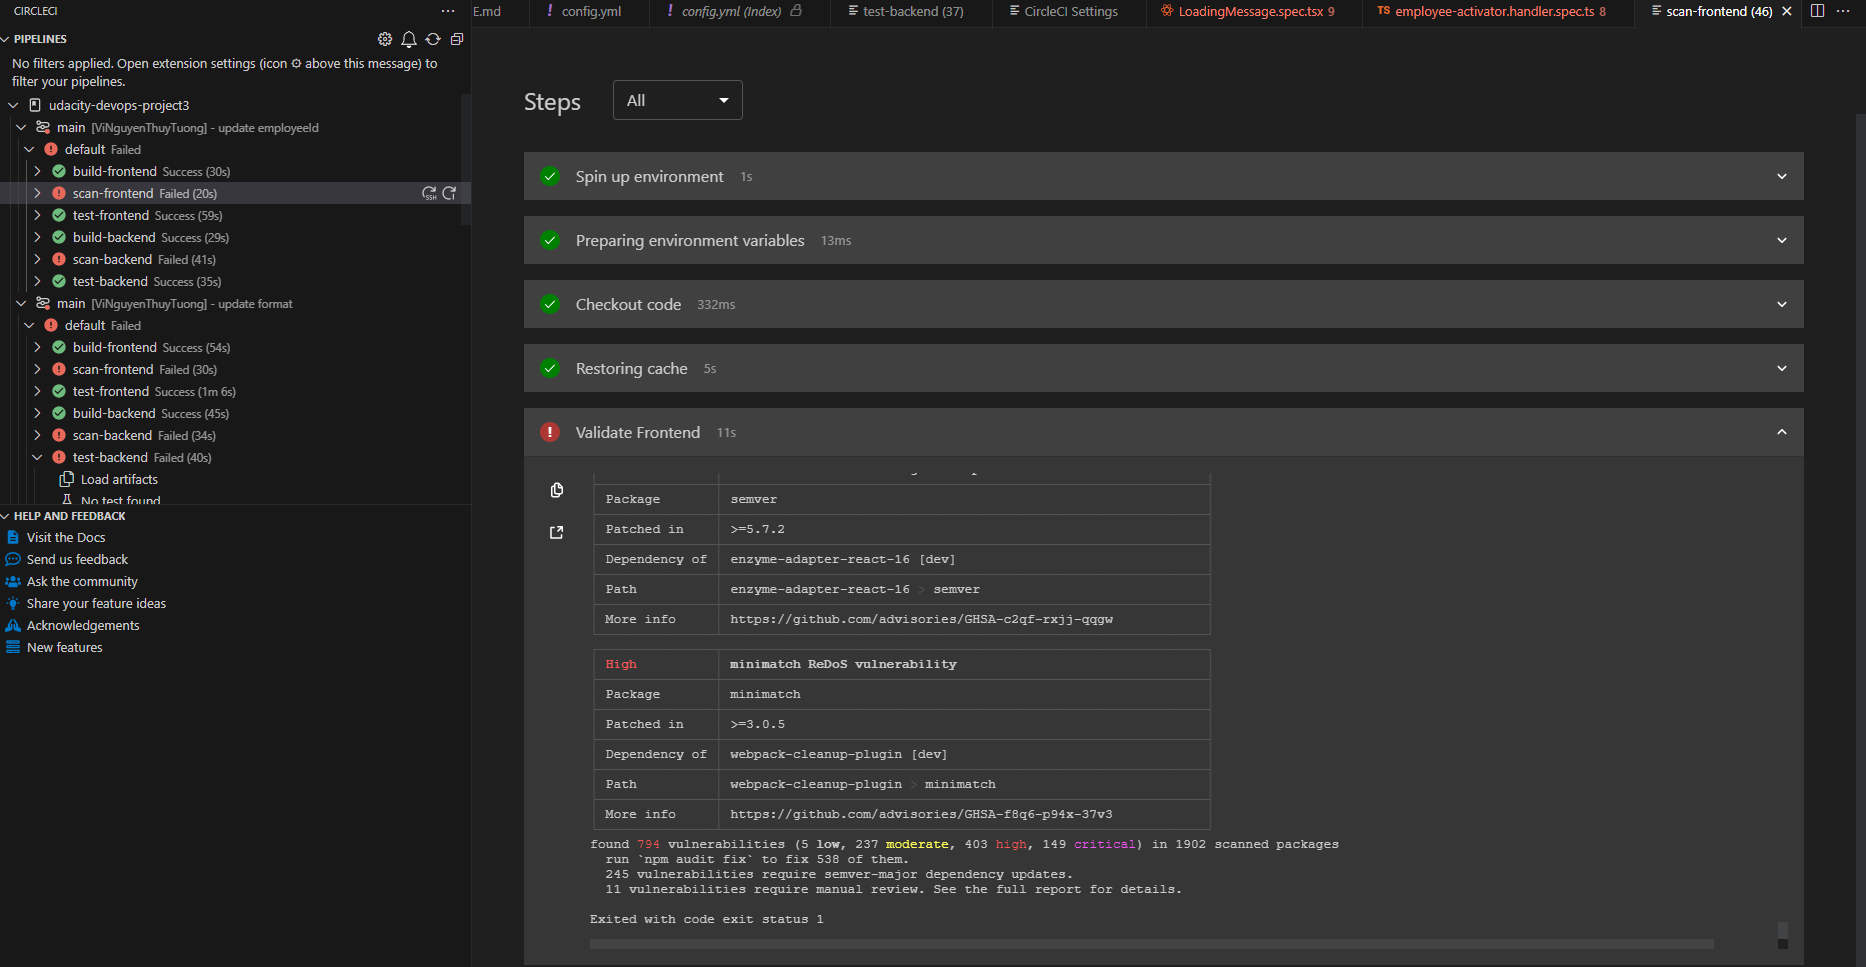 CIRCLECI
PIPELINES
No filters applied. Open extension settings (icon ⚙ above this message) to
filter your pipelines.
udacity-devops-project3
main [ViNguyenThuyTuong] - update employeeId
default Failed
build-frontend Success (30s)
scan-frontend Failed (20s)
SSH
test-frontend Success (59s)
build-backend Success (29s)
scan-backend Failed (41s)
test-backend Success (35s)
main [ViNguyenThuyTuong] - update format
default Failed
build-frontend Success (54s)
scan-frontend Failed (30s)
test-frontend Success (1m 6s)
build-backend Success (45s)
scan-backend Failed (34s)
test-backend Failed (40s)
Load artifacts
No test found
HELP AND FEEDBACK
Visit the Docs
Send us feedback
Ask the community
Share your feature ideas
Acknowledgements
New features
E.md
! config.yml
! config.yml (Index)
test-backend (37)
CircleCI Settings
LoadingMessage.spec.tsx 9
TS employee-activator.handler.spec.ts 8
scan-frontend (46)
Steps
All
Spin up environment 1s
Preparing environment variables 13ms
Checkout code 332ms
Restoring cache 5s
Validate Frontend 11s
Package semver
Patched in >=5.7.2
Dependency of enzyme-adapter-react-16 [dev]
Path enzyme-adapter-react-16 > semver
More info https://github.com/advisories/GHSA-c2qf-rxjj-qqgw
High minimatch ReDoS vulnerability
Package minimatch
Patched in >=3.0.5
Dependency of webpack-cleanup-plugin [dev]
Path webpack-cleanup-plugin > minimatch
More info https://github.com/advisories/GHSA-f8q6-p94x-37v3
found 794 vulnerabilities (5 low, 237 moderate, 403 high, 149 critical) in 1902 scanned packages
run `npm audit fix` to fix 538 of them.
245 vulnerabilities require semver-major dependency updates.
11 vulnerabilities require manual review. See the full report for details.
Exited with code exit status 1